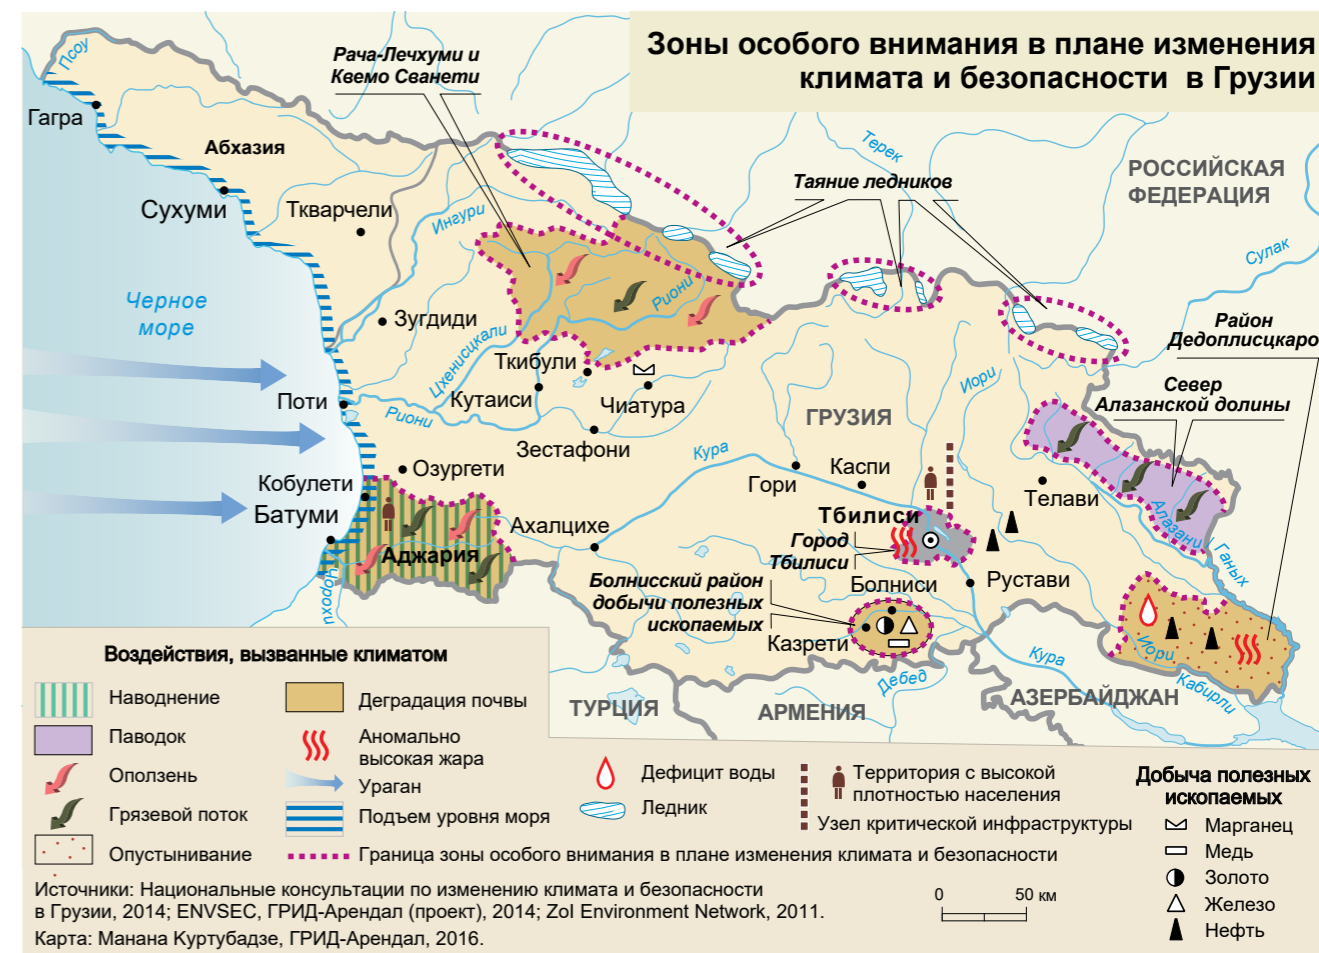 Зоны особого внимания в плане изменения
климата и безопасности в Грузии
Псоу
Гагра
Абхазия
Сухуми
Ткварчели
Рача-Лечхуми и
Квемо Сванети
Ингури
Терек
Таяние ледников
РОССИЙСКАЯ
ФЕДЕРАЦИЯ
Сулак
Черное
море
Зугдиди
Риони
Цхенисцкали
Ткибули
Кутаиси
Чиатура
Поти
Риони
Зестафони
ГРУЗИЯ
Иори
Район
Дедоплисцкаро
Север
Алазанской долины
Кура
Каспи
Гори
Телави
Алазани
Ганых
Озургети
Кобулети
Батуми
Аджария
Чорохи
Ахалцихе
Тбилиси
Город
Тбилиси
Болниси
Рустави
Болнисский район
добычи полезных
ископаемых
Казрети
Дебед
Кура
Иори
Кабирли
ТУРЦИЯ
АРМЕНИЯ
АЗЕРБАЙДЖАН
Воздействия, вызванные климатом
Наводнение
Паводок
Оползень
Грязевой поток
Опустынивание
Деградация почвы
Аномально
высокая жара
Ураган
Подъем уровня моря
Граница зоны особого внимания в плане изменения климата и безопасности
Дефицит воды
Ледник
Территория с высокой
плотностью населения
Узел критической инфраструктуры
Добыча полезных
ископаемых
Марганец
Медь
Золото
Железо
Нефть
0 50 км
Источники: Национальные консультации по изменению климата и безопасности
в Грузии, 2014; ENVSEC, ГРИД-Арендал (проект), 2014; ZoI Environment Network, 2011.
Карта: Манана Куртубадзе, ГРИД-Арендал, 2016.